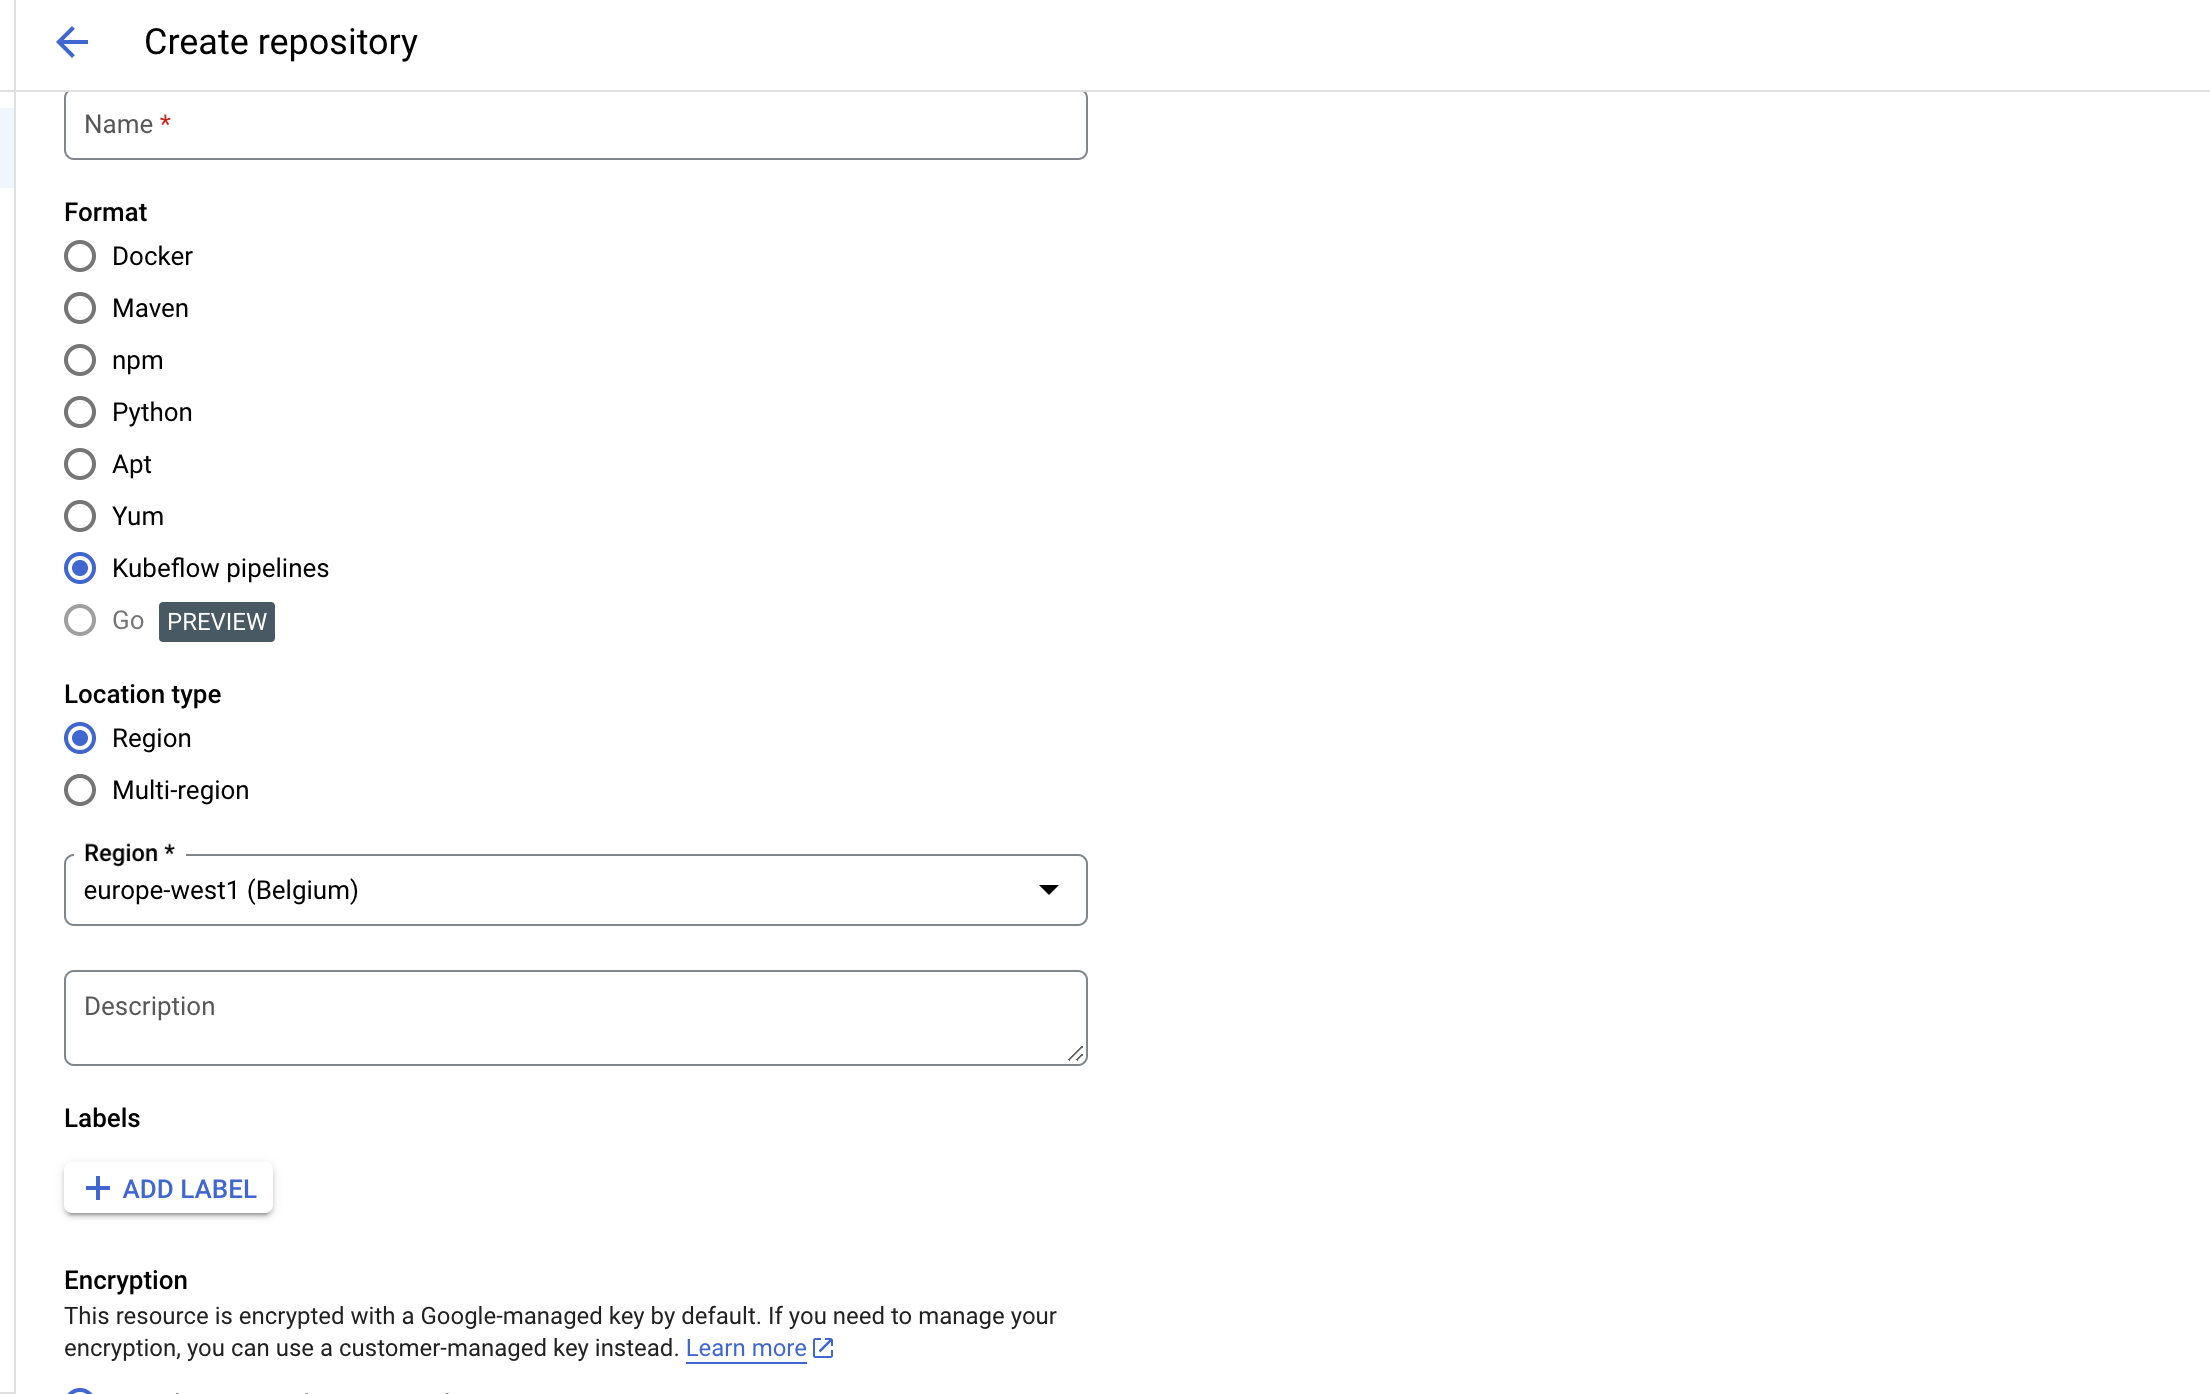 Create repository
Name *
Format
Docker
Maven
npm
Python
Apt
Yum
Kubeflow pipelines
Go PREVIEW
Location type
Region
Multi-region
Region *
europe-west1 (Belgium)
Description
Labels
ADD LABEL
Encryption
This resource is encrypted with a Google-managed key by default. If you need to manage your
encryption, you can use a customer-managed key instead. Learn more